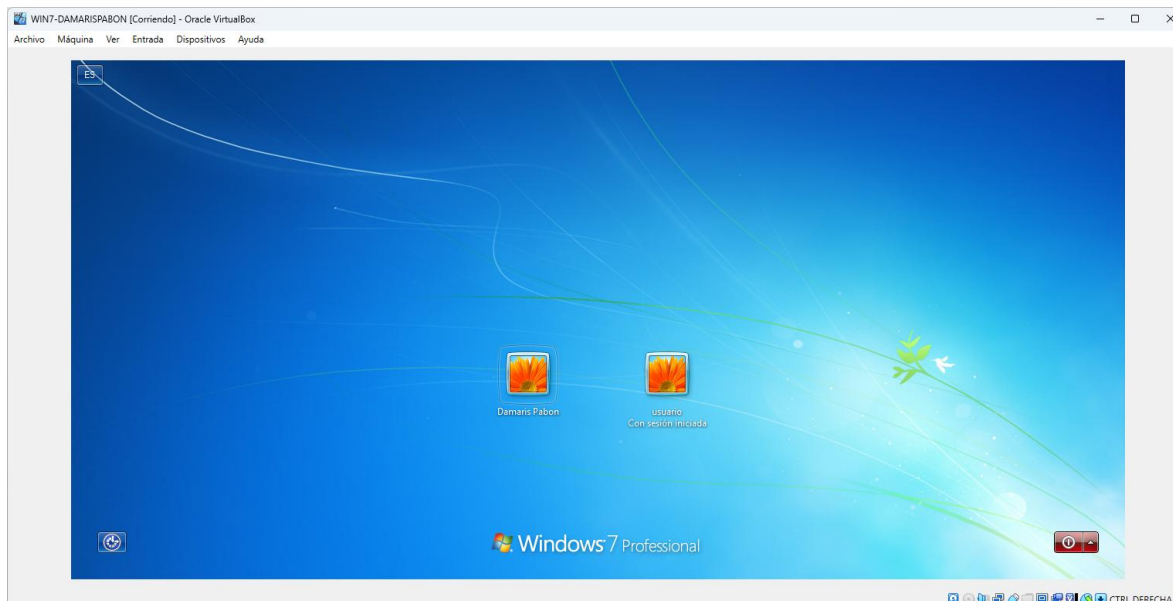 WIN7-DAMARISPABON [Corriendo] - Oracle VirtualBox
Archivo Máquina Ver Entrada Dispositivos Ayuda
ES
Damaris Pabon
usuario
Con sesión iniciada
Windows 7 Professional
CTRL DERECHA